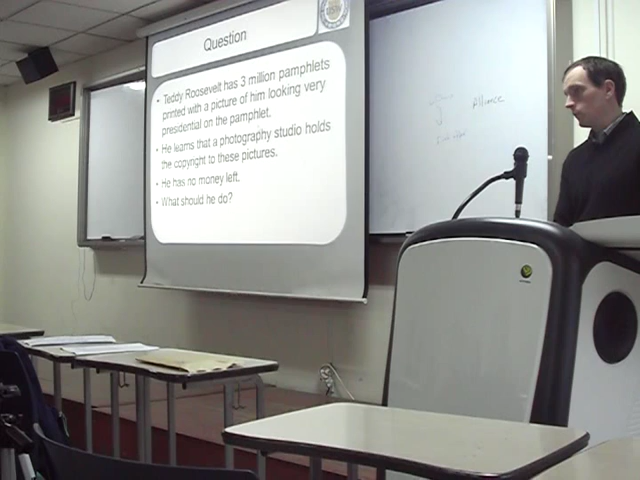 Question
• Teddy Roosevelt has 3 million pamphlets
printed with a picture of him looking very
presidential on the pamphlet.
• He learns that a photography studio holds
the copyright to these pictures.
• He has no money left.
• What should he do?
Alliance